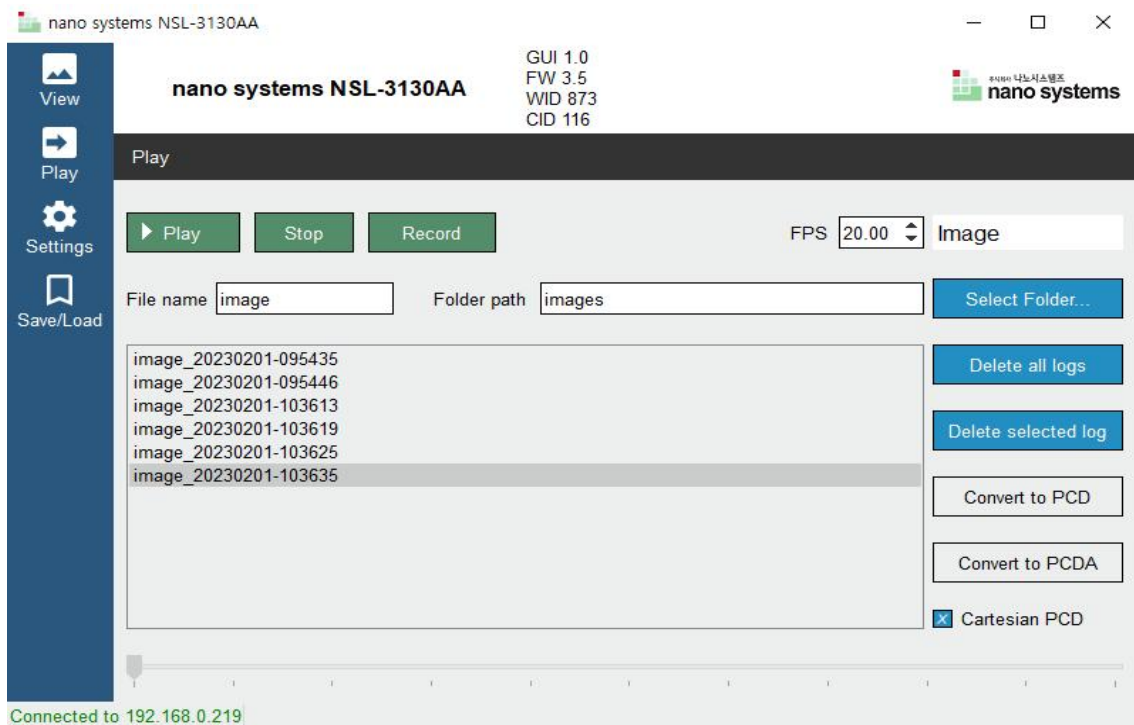 nano systems NSL-3130AA
View
Play
Settings
Save/Load
nano systems NSL-3130AA
GUI 1.0
FW 3.5
WID 873
CID 116
주식회사 나노시스템즈
nano systems
Play
Play
Stop
Record
FPS
20.00
Image
File name
image
Folder path
images
Select Folder...
image_20230201-095435
image_20230201-095446
image_20230201-103613
image_20230201-103619
image_20230201-103625
image_20230201-103635
Delete all logs
Delete selected log
Convert to PCD
Convert to PCDA
Cartesian PCD
Connected to 192.168.0.219